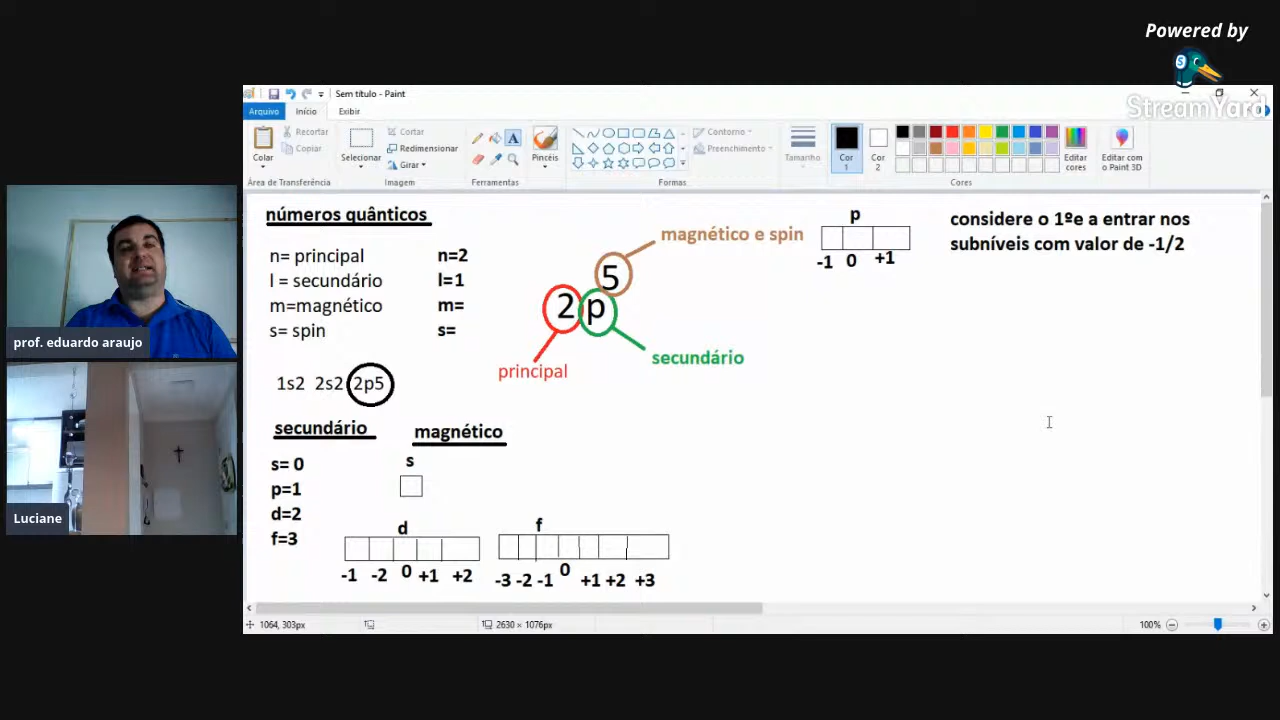 Powered by
StreamYard
Sem título - Paint
Arquivo
Início
Exibir
Colar
Recortar
Copiar
Área de Transferência
Selecionar
Cortar
Redimensionar
Girar
Imagem
Ferramentas
Pincéis
Formas
Contorno
Preenchimento
Tamanho
Cor
1
Cor
2
Cores
Editar
cores
Editar com
o Paint 3D
números quânticos
n= principal
l = secundário
m=magnético
s= spin
n=2
l=1
m=
s=
2p5
magnético e spin
secundário
principal
p
-1 0 +1
considere o 1ºe a entrar nos
subníveis com valor de -1/2
1s2 2s2 2p5
secundário
s= 0
p=1
d=2
f=3
magnético
s
d
-1 -2 0 +1 +2
f
-3 -2 -1 0 +1 +2 +3
prof. eduardo araujo
Luciane
1064, 303px
2630 × 1076px
100%